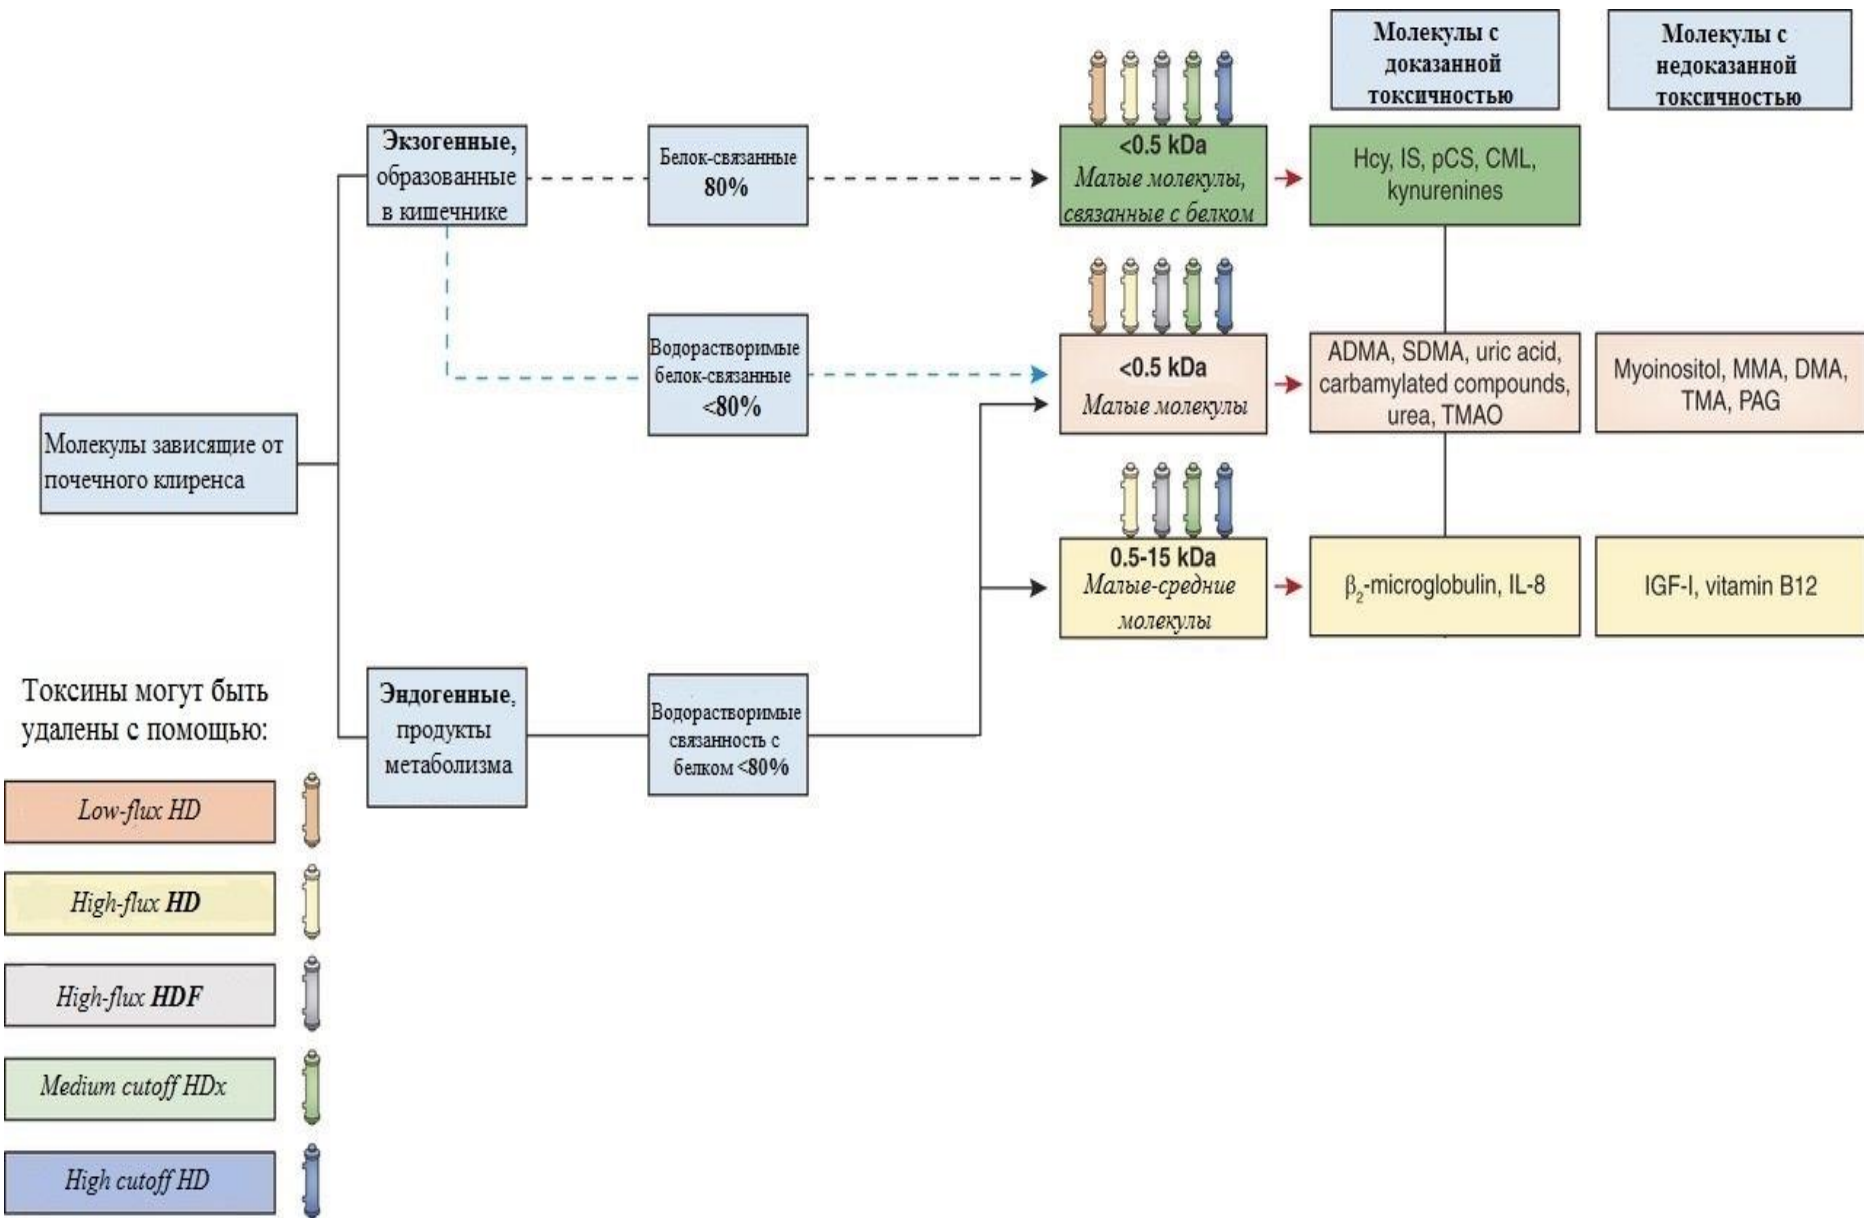 Молекулы с
доказанной
токсичностью
Молекулы с
недоказанной
токсичностью
Экзогенные,
образованные
в кишечнике
Белок-связанные
80%
<0.5 kDa
Малые молекулы,
связанные с белком
Hcy, IS, pCS, CML,
kynurenines
Водорастворимые
белок-связанные
<80%
<0.5 kDa
Малые молекулы
ADMA, SDMA, uric acid,
carbamylated compounds,
urea, TMAO
Myoinositol, MMA, DMA,
TMA, PAG
Молекулы зависящие от
почечного клиренса
0.5-15 kDa
Малые-средние
молекулы
β₂-microglobulin, IL-8
IGF-I, vitamin B12
Эндогенные,
продукты
метаболизма
Водорастворимые
связанность с
белком <80%
Токсины могут быть
удалены с помощью:
Low-flux HD
High-flux HD
High-flux HDF
Medium cutoff HDx
High cutoff HD